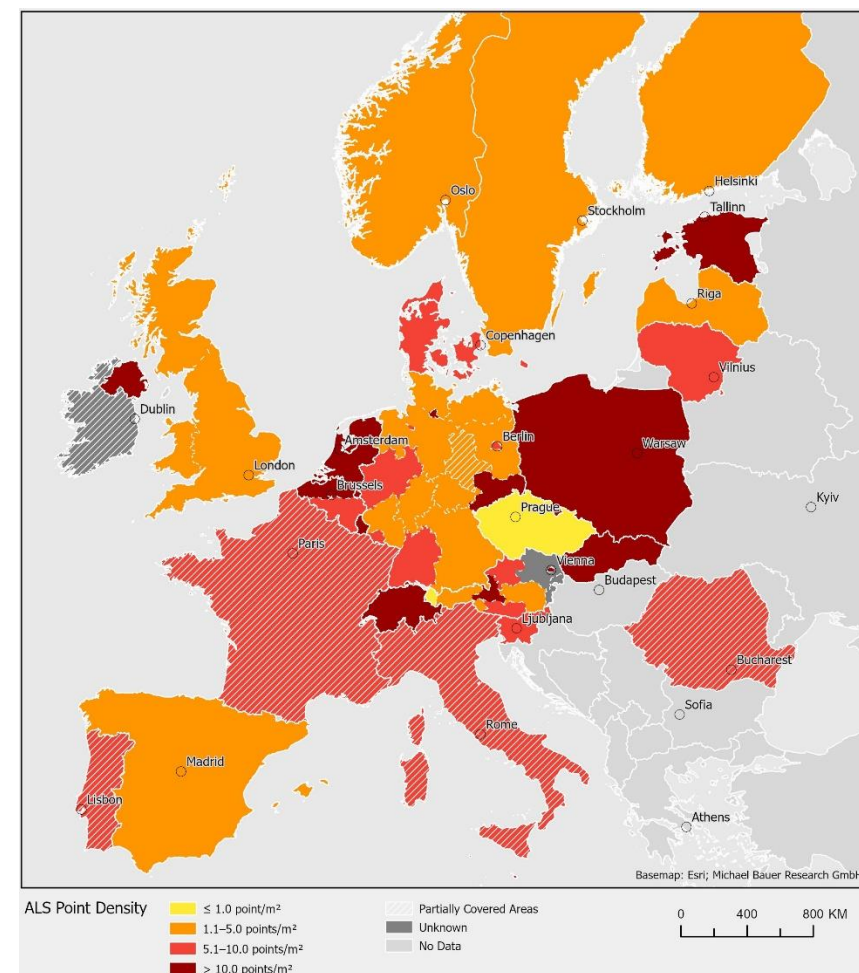 Oslo
Helsinki
Stockholm
Tallinn
Riga
Copenhagen
Vilnius
Dublin
Amsterdam
Berlin
Warsaw
London
Brussels
Kyiv
Prague
Paris
Vienna
Budapest
Ljubljana
Bucharest
Sofia
Rome
Madrid
Lisbon
Athens
Basemap: Esri; Michael Bauer Research GmbH
ALS Point Density
≤ 1.0 point/m²
1.1–5.0 points/m²
5.1–10.0 points/m²
> 10.0 points/m²
Partially Covered Areas
Unknown
No Data
0 400 800 KM